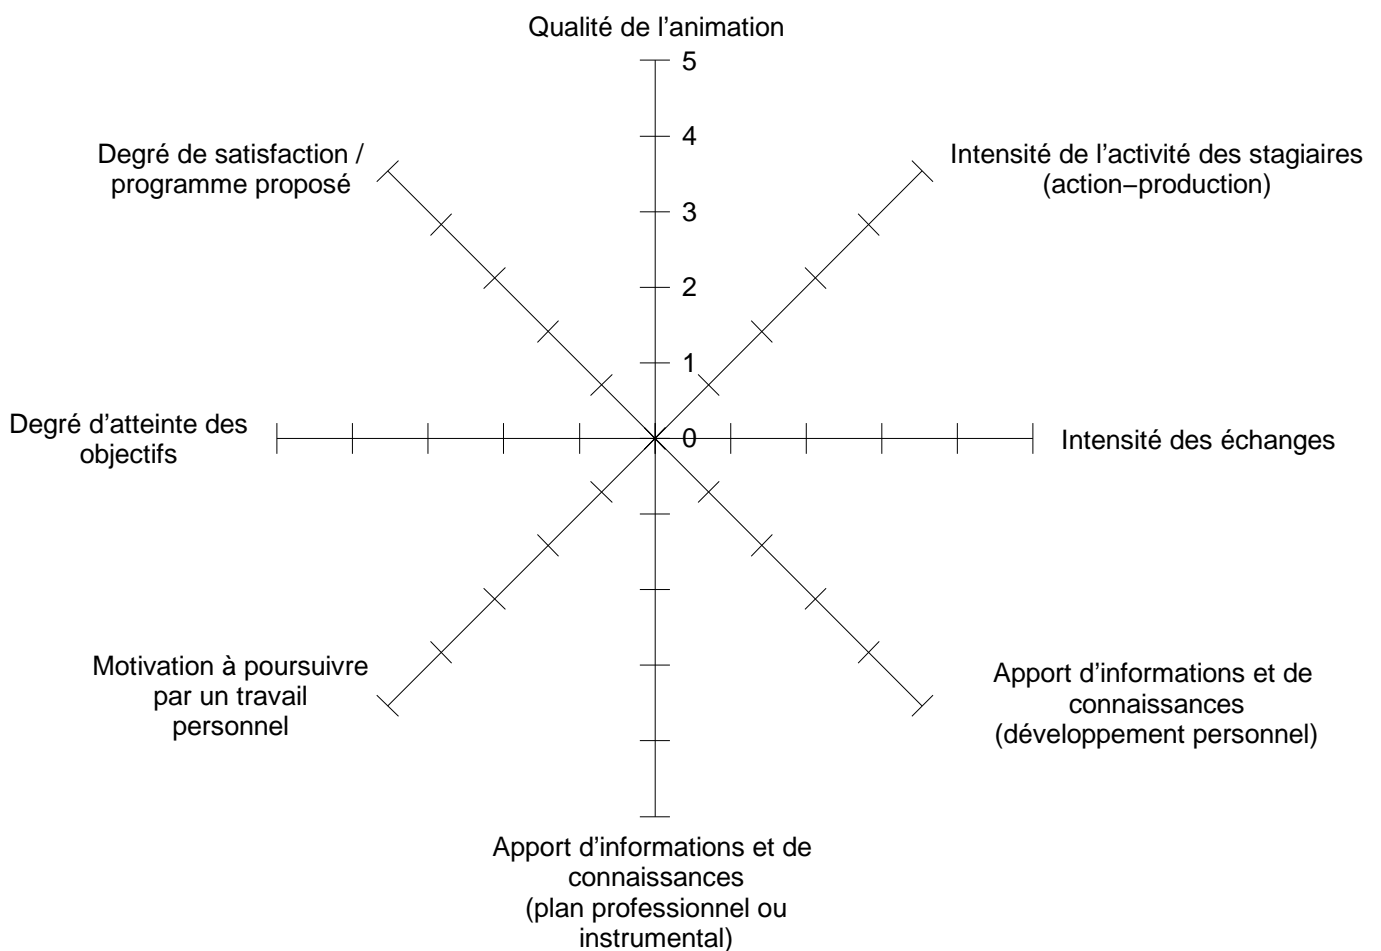 Qualité de l’animation
5
4
3
2
1
0
Degré de satisfaction /
programme proposé
Intensité de l’activité des stagiaires
(action−production)
Degré d’atteinte des
objectifs
Intensité des échanges
Motivation à poursuivre
par un travail
personnel
Apport d’informations et de
connaissances
(développement personnel)
Apport d’informations et de
connaissances
(plan professionnel ou
instrumental)